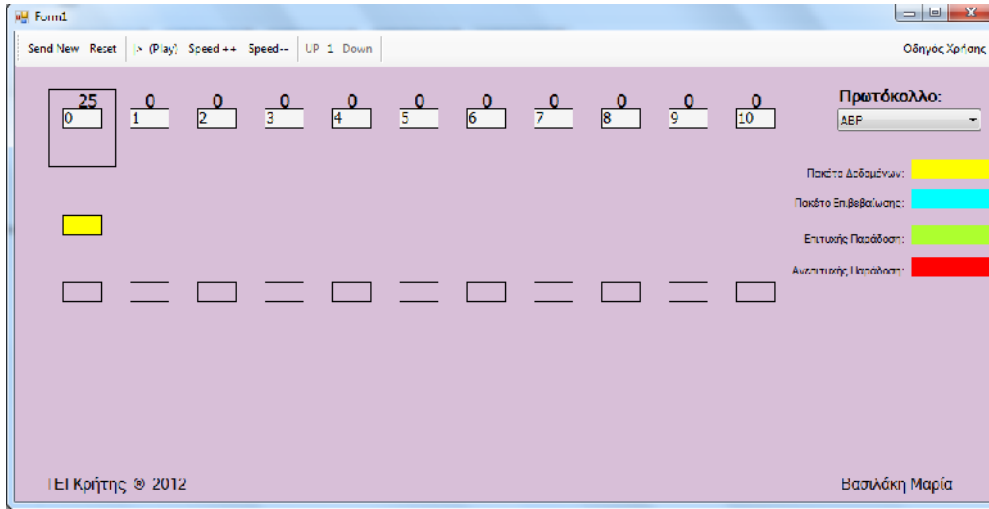 Form1
Send New Reset |> (Play) Speed ++ Speed-- UP 1 Down Οδηγός Χρήσης
25 0 0 0 0 0 0 0 0 0 0
0 1 2 3 4 5 6 7 8 9 10
Πρωτόκολλο:
ABP
Πακέτο Δεδομένων:
Πακέτο Επιβεβαίωσης:
Επιτυχής Παράδοση:
Ανεπιτυχής Παράδοση:
ΤΕΙ Κρήτης ® 2012 Βασιλάκη Μαρία